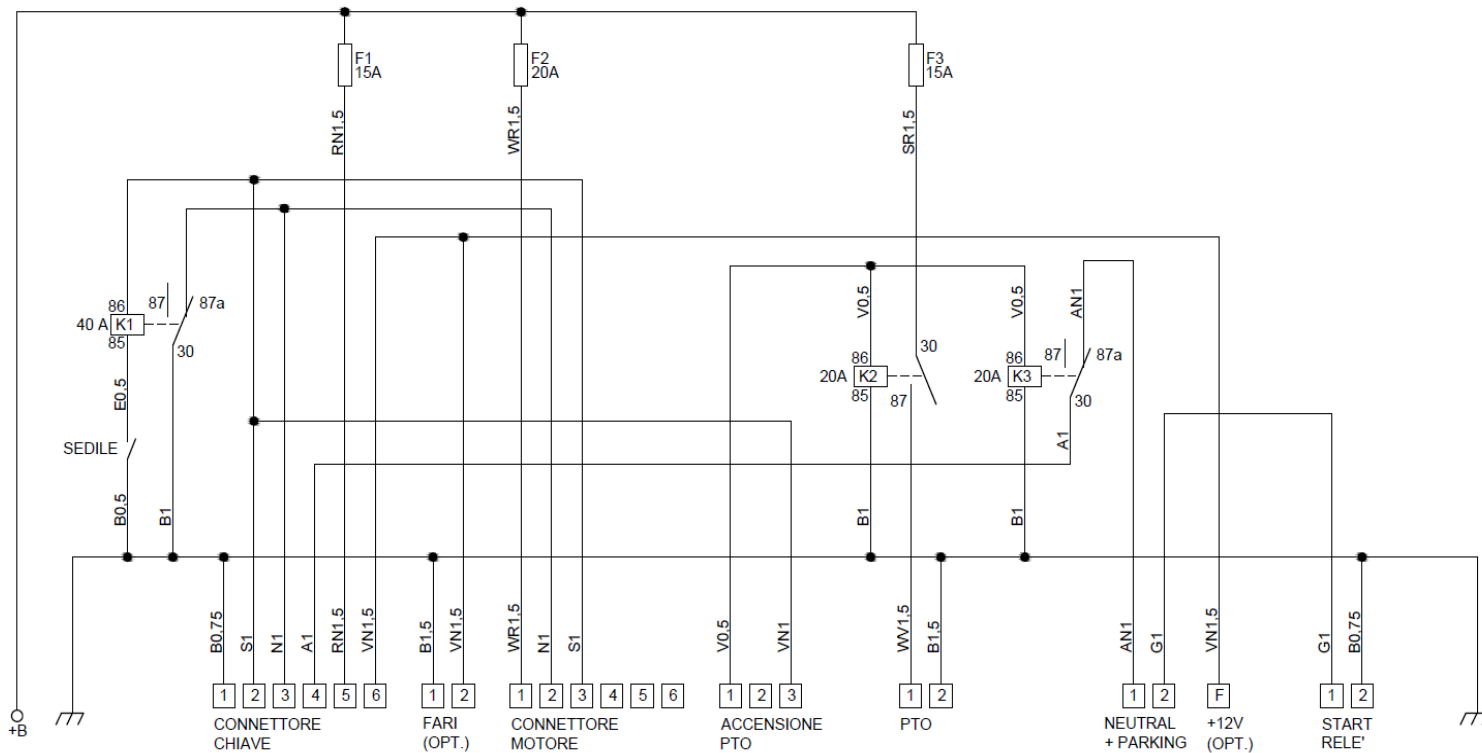 F1
15A
F2
20A
F3
15A
RN1,5
WR1,5
SR1,5
86
87
87a
40 A
K1
85
30
V0,5
V0,5
AN1
30
86
20A
K2
85
87
86
87
87a
20A
K3
85
30
E0,5
SEDILE
A1
B0,5
B1
B1
B1
B0,75
S1
N1
A1
RN1,5
VN1,5
B1,5
VN1,5
WR1,5
N1
S1
V0,5
VN1
WV1,5
B1,5
AN1
G1
VN1,5
G1
B0,75
1 2 3 4 5 6
1 2
1 2 3 4 5 6
1 2 3
1 2
1 2
F
1 2
+B
CONNETTORE
CHIAVE
FARI
(OPT.)
CONNETTORE
MOTORE
ACCENSIONE
PTO
PTO
NEUTRAL
+ PARKING
+12V
(OPT.)
START
RELE'